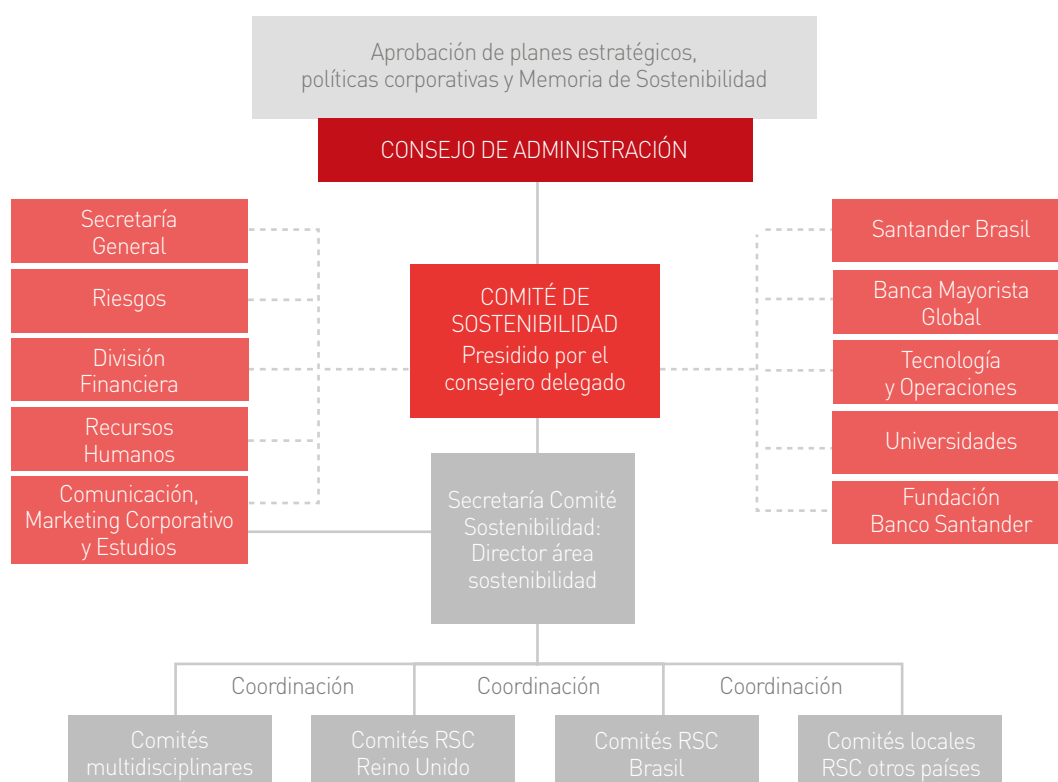 Aprobación de planes estratégicos,
políticas corporativas y Memoria de Sostenibilidad
CONSEJO DE ADMINISTRACIÓN
Secretaría
General
Riesgos
División
Financiera
Recursos
Humanos
Comunicación,
Marketing Corporativo
y Estudios
COMITÉ DE
SOSTENIBILIDAD
Presidido por el
consejero delegado
Santander Brasil
Banca Mayorista
Global
Tecnología
y Operaciones
Universidades
Fundación
Banco Santander
Secretaría Comité
Sostenibilidad:
Director área
sostenibilidad
Coordinación
Coordinación
Coordinación
Comités
multidisciplinares
Comités RSC
Reino Unido
Comités RSC
Brasil
Comités locales
RSC otros países